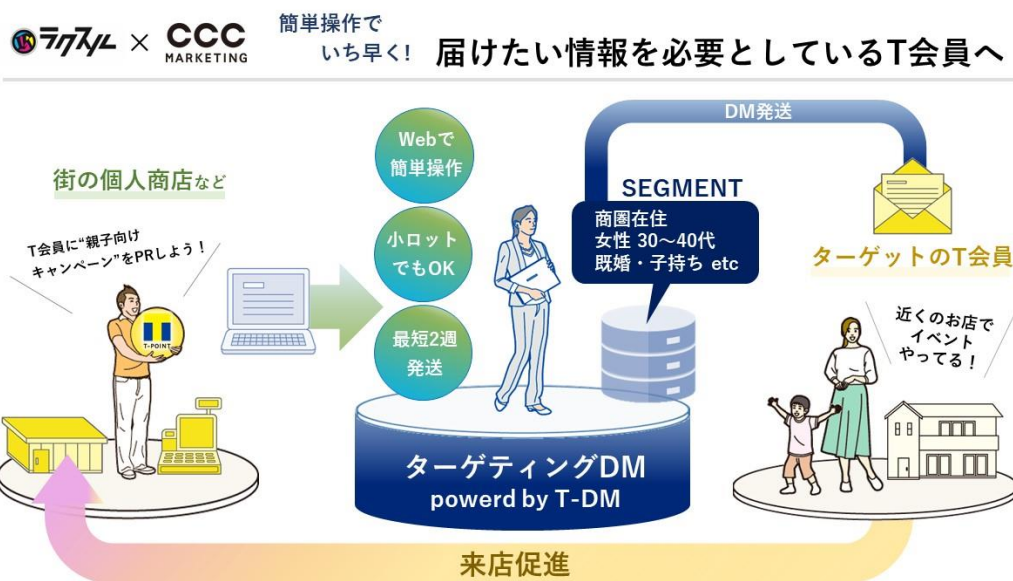 ラクスル × CCC
MARKETING
簡単操作で
いち早く!
届けたい情報を必要としているT会員へ
街の個人商店など
T会員に“親子向け
キャンペーン”をPRしよう！
T-POINT
Webで
簡単操作
小ロット
でもOK
最短2週
発送
DM発送
SEGMENT
商圏在住
女性 30～40代
既婚・子持ち etc
ターゲティングDM
powerd by T-DM
ターゲットのT会員
近くのお店で
イベント
やってる！
来店促進